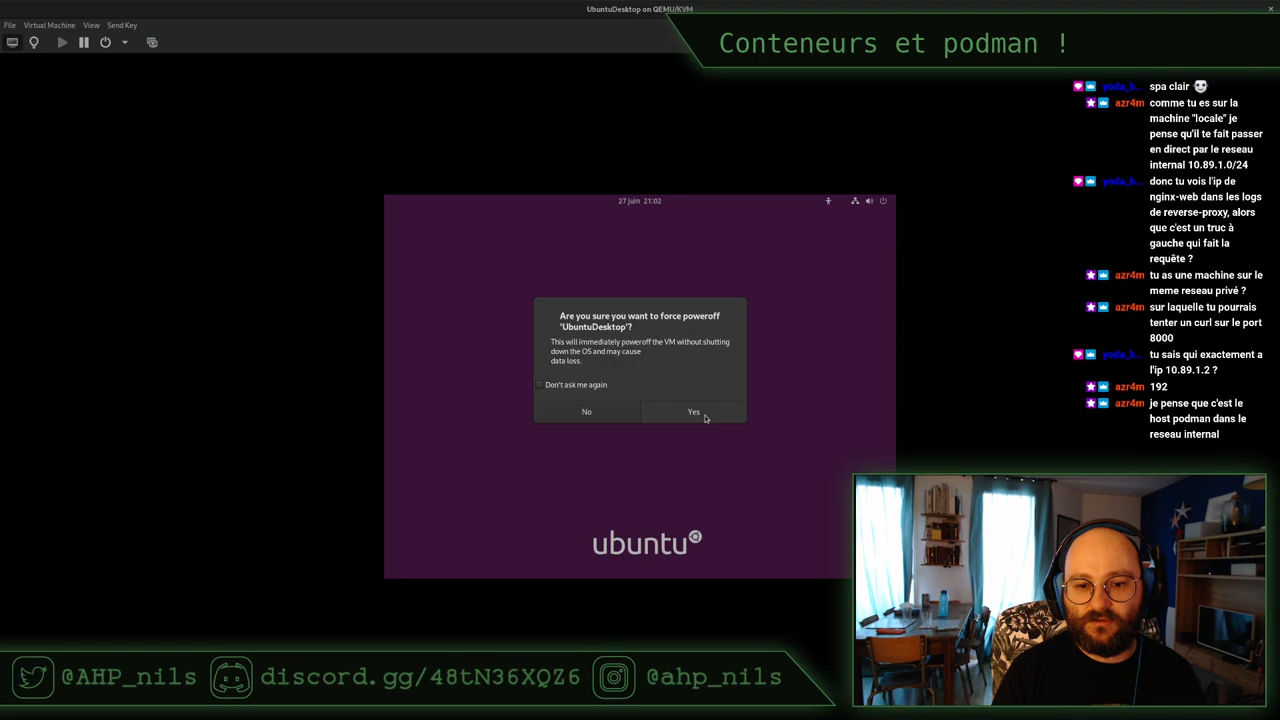 UbuntuDesktop on QEMU/KVM
File Virtual Machine View Send Key
Conteneurs et podman !
yoda_b… spa clair
azr4m comme tu es sur la
machine "locale" je
pense qu'il te fait passer
en direct par le reseau
internal 10.89.1.0/24
yoda_b… donc tu vois l'ip de
nginx-web dans les logs
de reverse-proxy, alors
que c'est un truc à
gauche qui fait la
requête ?
azr4m tu as une machine sur le
meme reseau privé ?
azr4m sur laquelle tu pourrais
tenter un curl sur le port
8000
yoda_b… tu sais qui exactement a
l'ip 10.89.1.2 ?
azr4m 192
azr4m je pense que c'est le
host podman dans le
reseau internal
27 juin 21:02
Are you sure you want to force poweroff
'UbuntuDesktop'?
This will immediately poweroff the VM without shutting
down the OS and may cause
data loss.
Don't ask me again
No Yes
ubuntu
@AHP_nils discord.gg/48tN36XQZ6 @ahp_nils